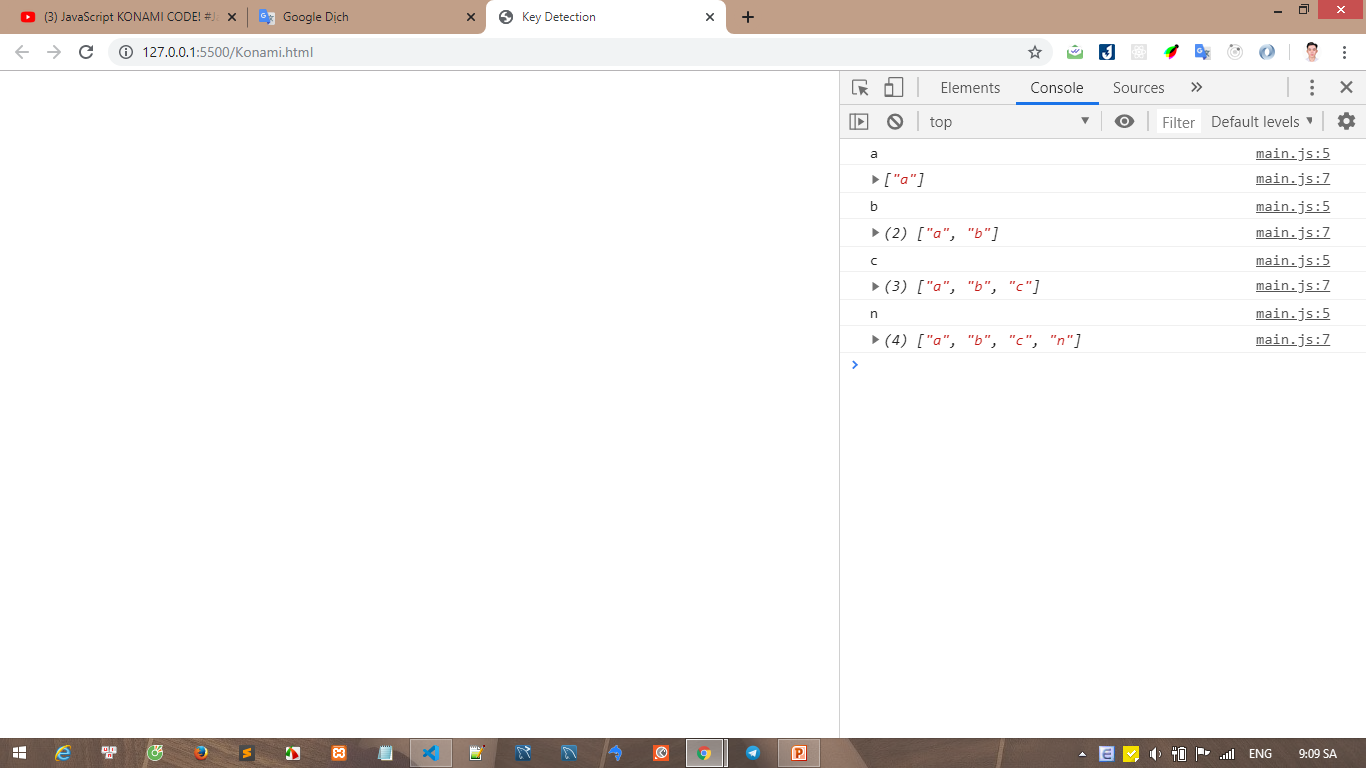 (3) JavaScript KONAMI CODE! #Ja
Google Dịch
Key Detection
127.0.0.1:5500/Konami.html
Elements
Console
Sources
top
Filter
Default levels
a main.js:5
["a"] main.js:7
b main.js:5
(2) ["a", "b"] main.js:7
c main.js:5
(3) ["a", "b", "c"] main.js:7
n main.js:5
(4) ["a", "b", "c", "n"] main.js:7
ENG
9:09 SA